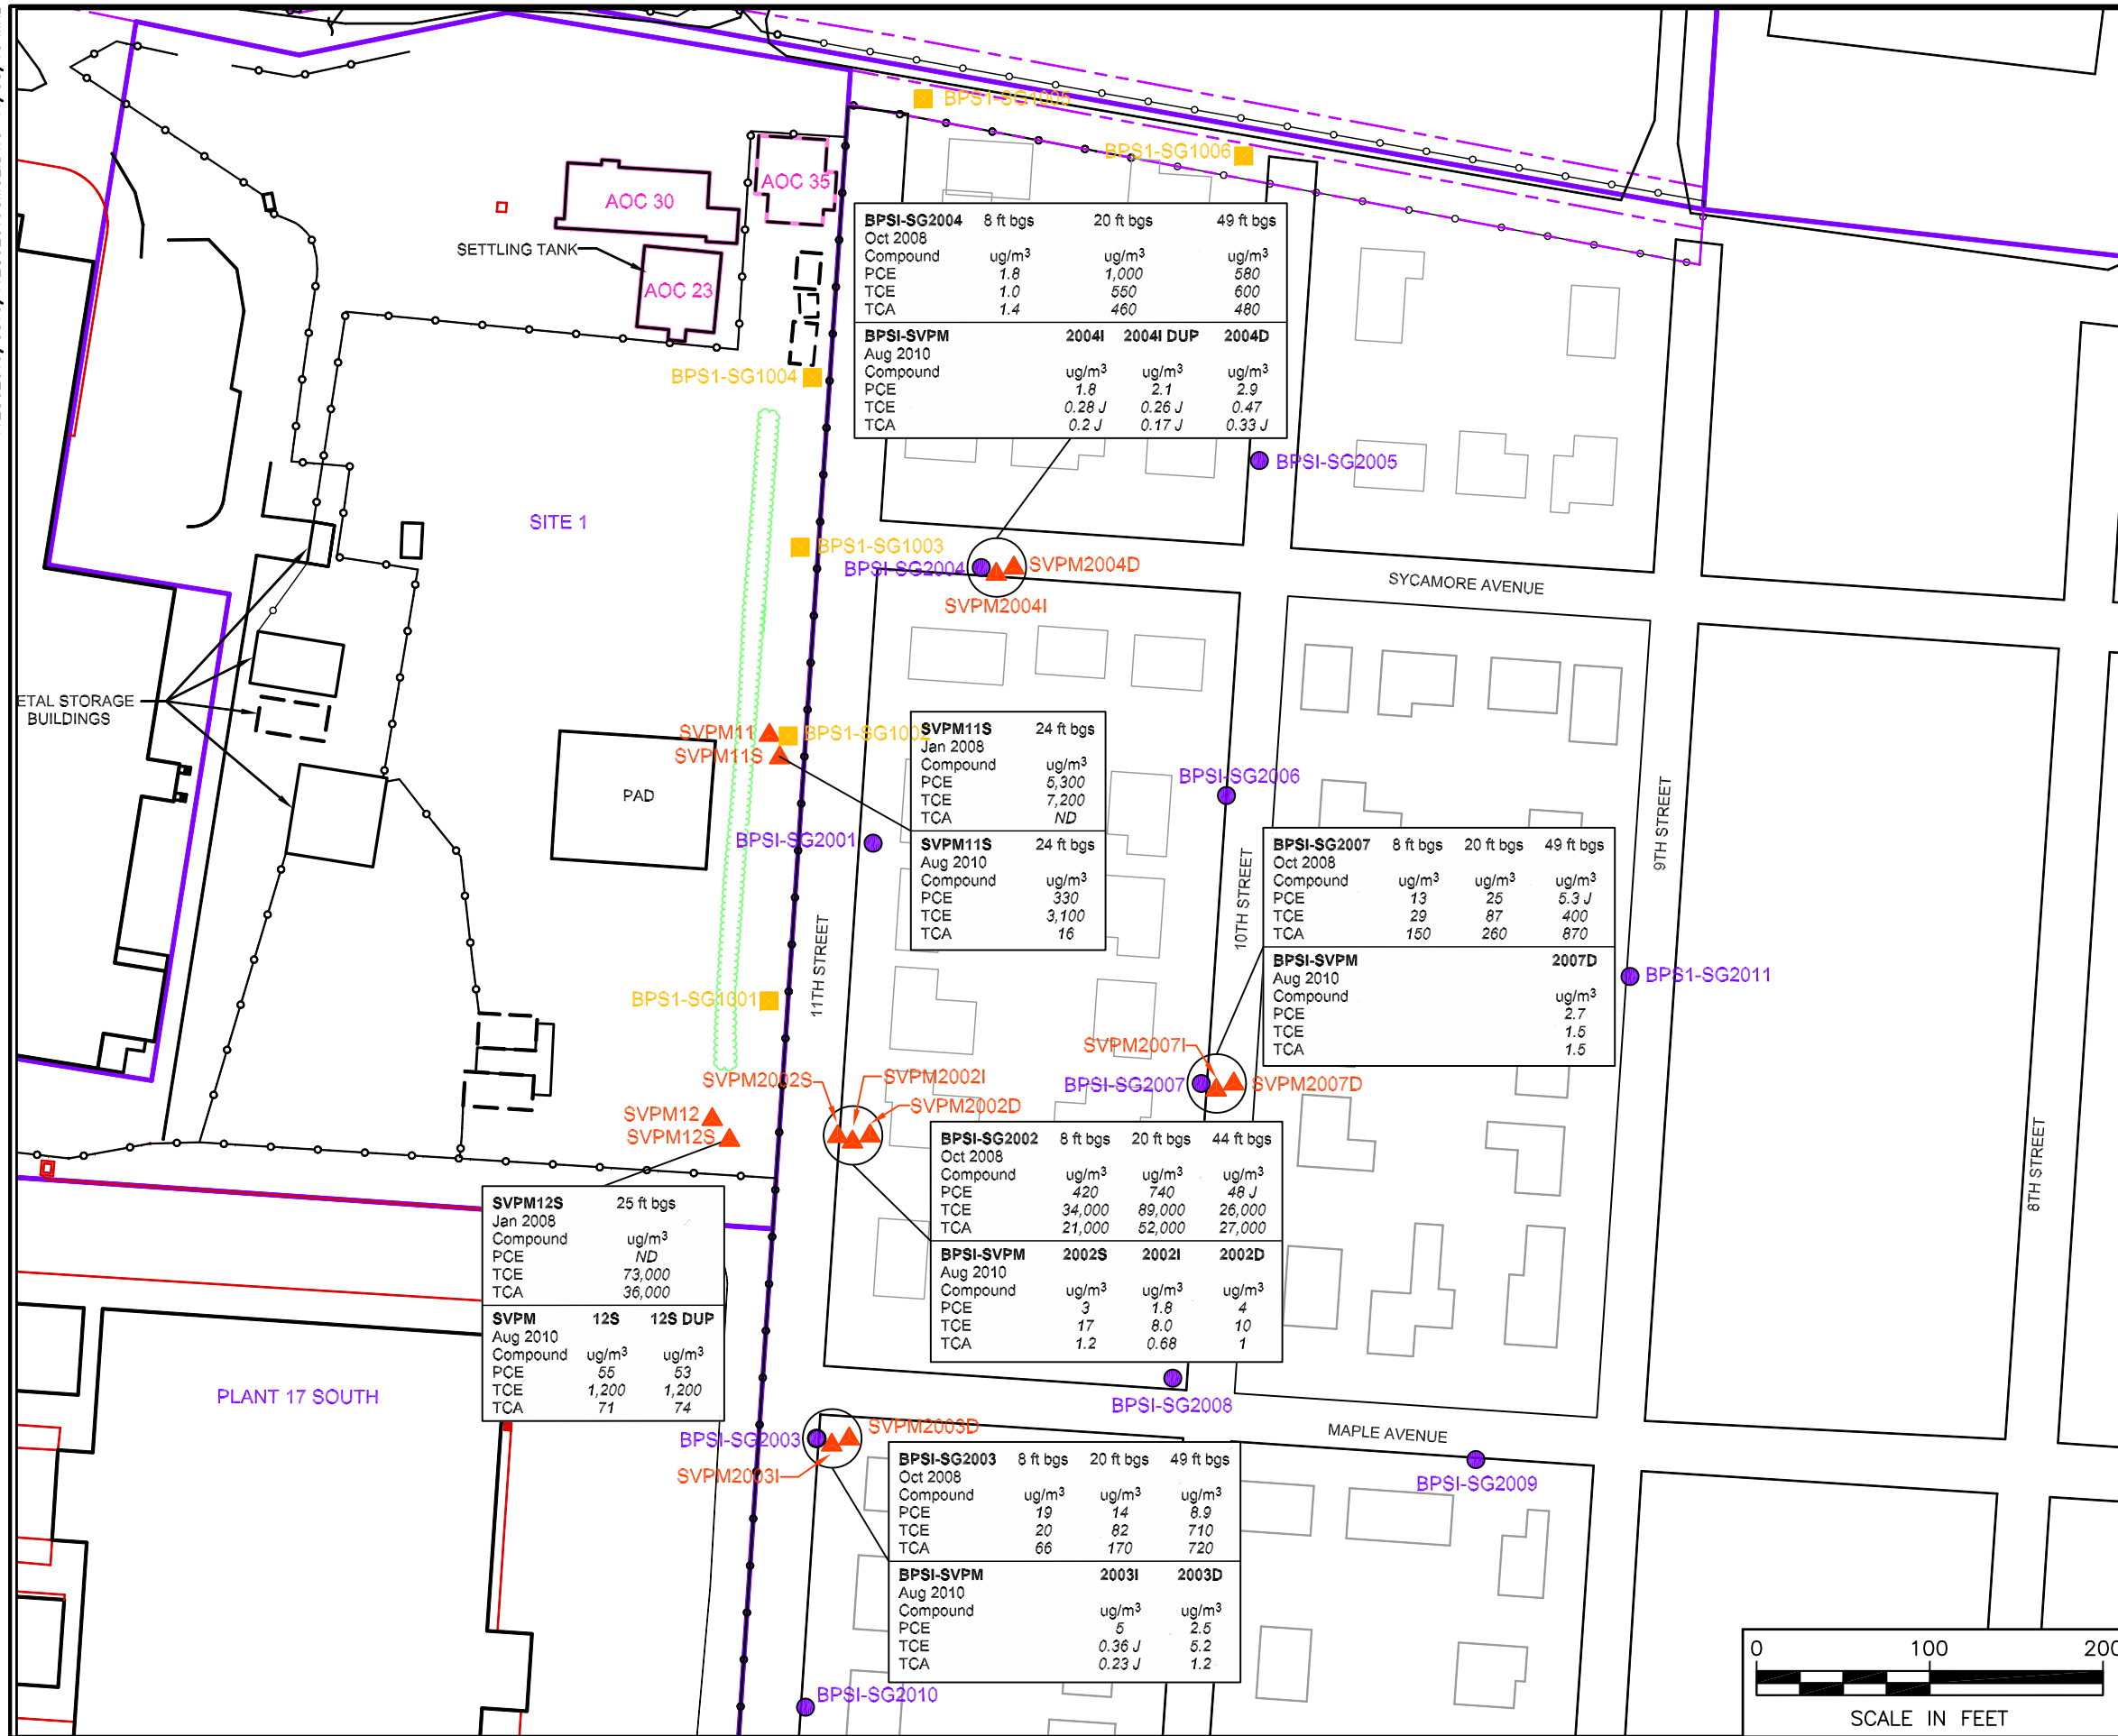 BPS1-SG1005
BPS1-SG1006
AOC 30
AOC 35
SETTLING TANK
AOC 23
BPSI-SG2004 8 ft bgs 20 ft bgs 49 ft bgs
Oct 2008
Compound ug/m³ ug/m³ ug/m³
PCE 1.8 1,000 580
TCE 1.0 550 600
TCA 1.4 460 480
BPSI-SVPM 2004I 2004I DUP 2004D
Aug 2010
Compound ug/m³ ug/m³ ug/m³
PCE 1.8 2.1 2.9
TCE 0.28 J 0.26 J 0.47
TCA 0.2 J 0.17 J 0.33 J
BPS1-SG1004
BPSI-SG2005
SITE 1
BPS1-SG1003
BPSI-SG2004
SVPM2004D
SVPM2004I
SYCAMORE AVENUE
ETAL STORAGE
BUILDINGS
SVPM11
BPS1-SG1002
SVPM11S
PAD
SVPM11S 24 ft bgs
Jan 2008
Compound ug/m³
PCE 5,300
TCE 7,200
TCA ND
SVPM11S 24 ft bgs
Aug 2010
Compound ug/m³
PCE 330
TCE 3,100
TCA 16
BPSI-SG2006
BPSI-SG2001
9TH STREET
10TH STREET
11TH STREET
BPSI-SG2007 8 ft bgs 20 ft bgs 49 ft bgs
Oct 2008
Compound ug/m³ ug/m³ ug/m³
PCE 13 25 5.3 J
TCE 29 87 400
TCA 150 260 870
BPSI-SVPM 2007D
Aug 2010
Compound ug/m³
PCE 2.7
TCE 1.5
TCA 1.5
BPS1-SG2011
BPS1-SG1001
SVPM2007I
BPSI-SG2007
SVPM2007D
SVPM2002S
SVPM2002I
SVPM2002D
SVPM12
SVPM12S
BPSI-SG2002 8 ft bgs 20 ft bgs 44 ft bgs
Oct 2008
Compound ug/m³ ug/m³ ug/m³
PCE 420 740 48 J
TCE 34,000 89,000 26,000
TCA 21,000 52,000 27,000
BPSI-SVPM 2002S 2002I 2002D
Aug 2010
Compound ug/m³ ug/m³ ug/m³
PCE 3 1.8 4
TCE 17 8.0 10
TCA 1.2 0.68 1
8TH STREET
SVPM12S 25 ft bgs
Jan 2008
Compound ug/m³
PCE ND
TCE 73,000
TCA 36,000
SVPM 12S 12S DUP
Aug 2010
Compound ug/m³ ug/m³
PCE 55 53
TCE 1,200 1,200
TCA 71 74
PLANT 17 SOUTH
BPSI-SG2008
BPSI-SG2003
SVPM2003D
SVPM2003I
MAPLE AVENUE
BPSI-SG2009
BPSI-SG2003 8 ft bgs 20 ft bgs 49 ft bgs
Oct 2008
Compound ug/m³ ug/m³ ug/m³
PCE 19 14 8.9
TCE 20 82 710
TCA 66 170 720
BPSI-SVPM 2003I 2003D
Aug 2010
Compound ug/m³ ug/m³
PCE 5 2.5
TCE 0.36 J 5.2
TCA 0.23 J 1.2
BPSI-SG2010
0 100 200
SCALE IN FEET